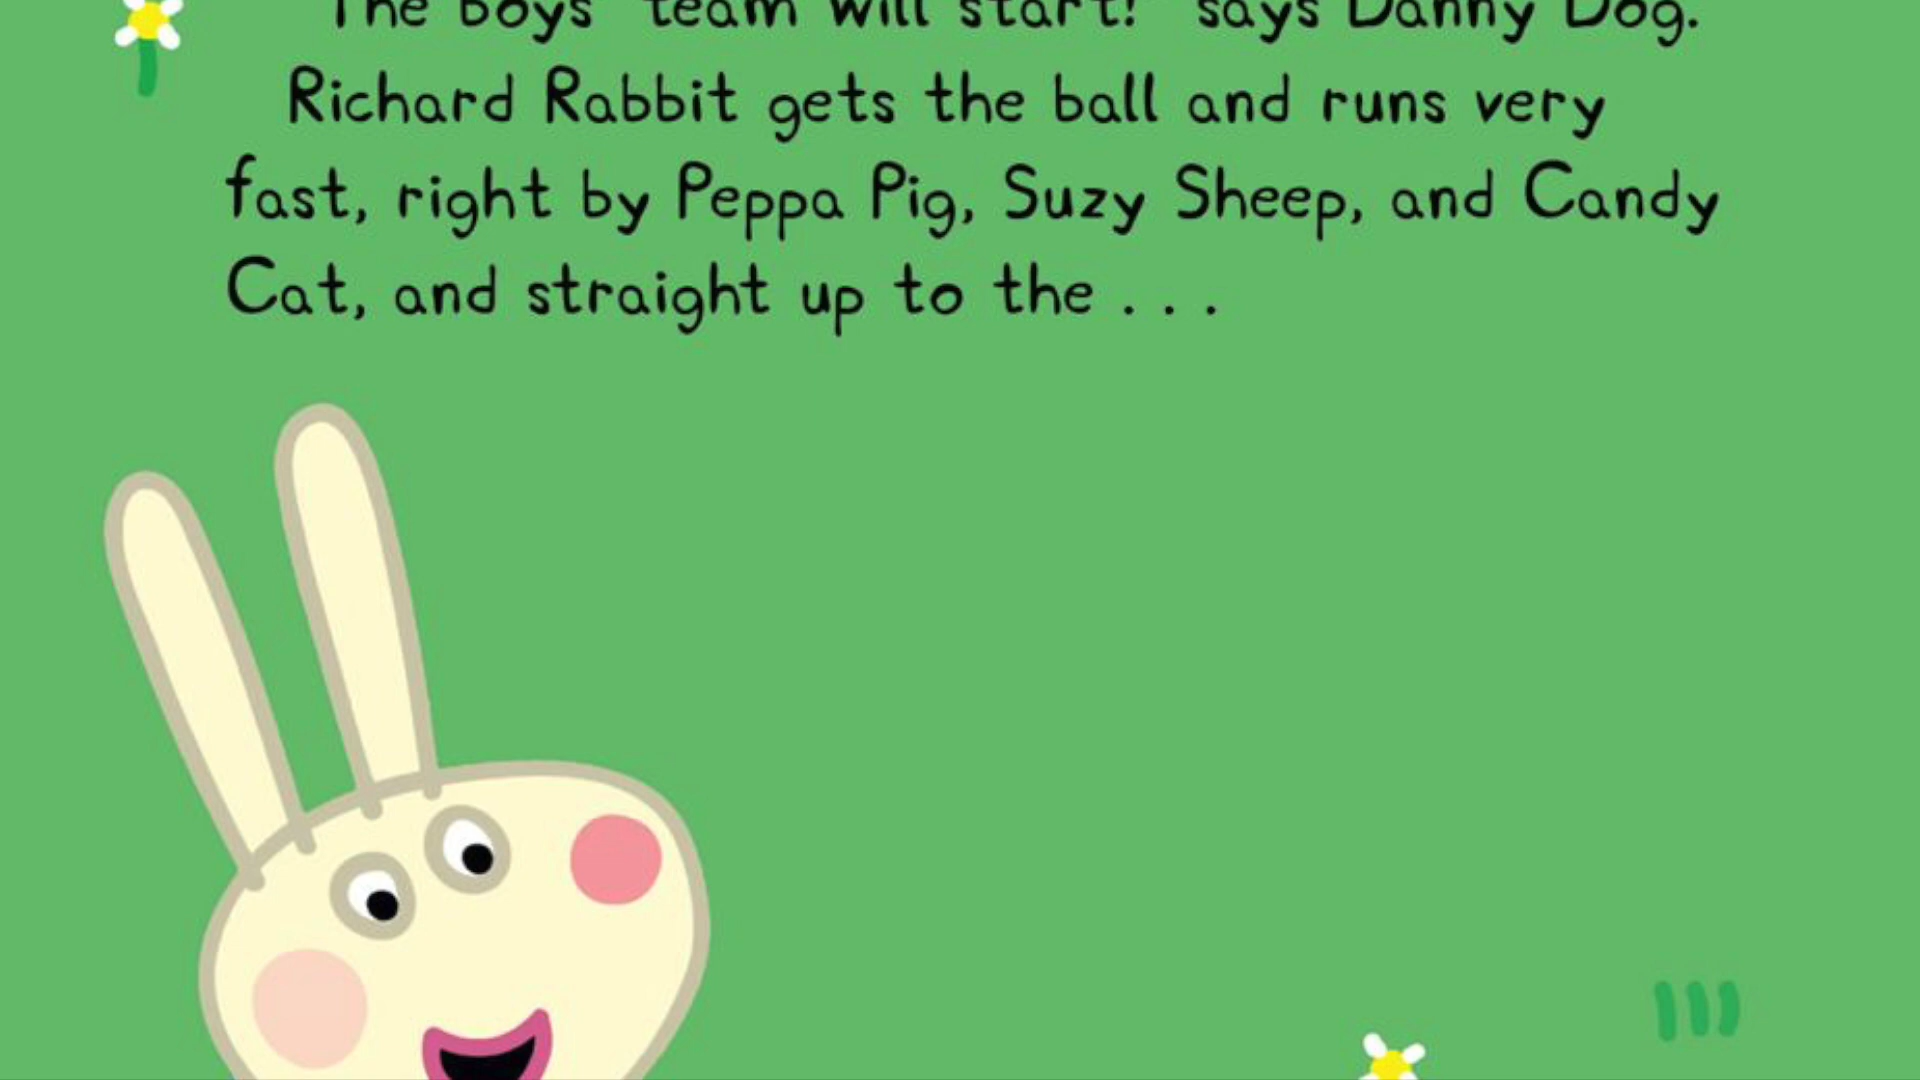 "The boys' team will start!" says Danny Dog.
Richard Rabbit gets the ball and runs very
fast, right by Peppa Pig, Suzy Sheep, and Candy
Cat, and straight up to the . . .